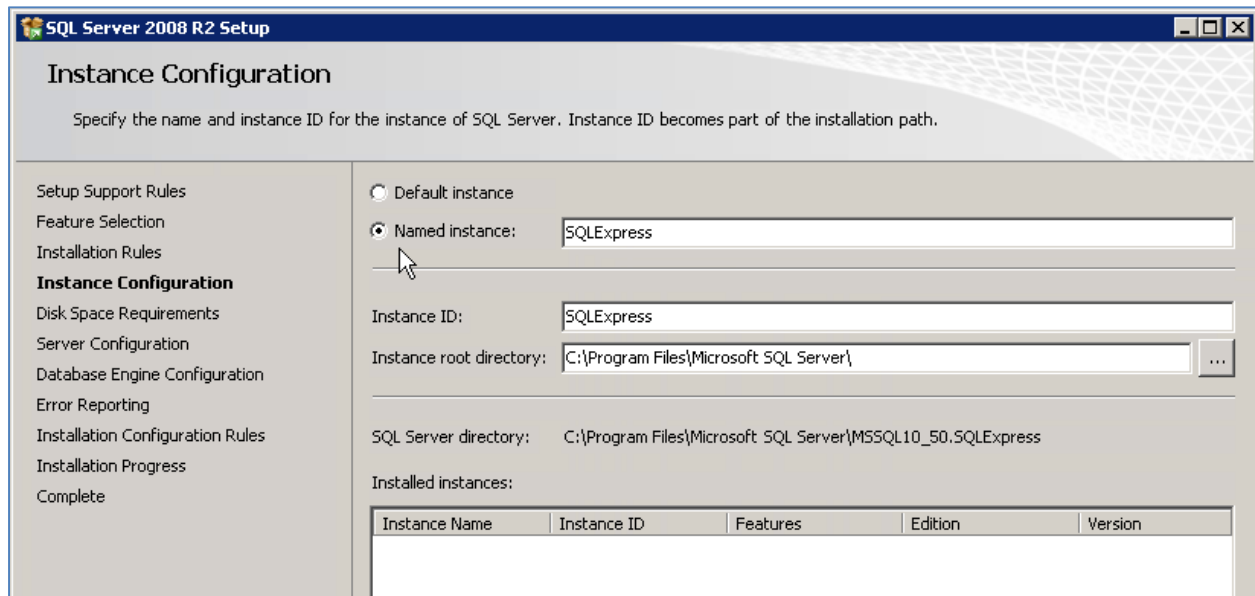 SQL Server 2008 R2 Setup
Instance Configuration
Specify the name and instance ID for the instance of SQL Server. Instance ID becomes part of the installation path.
Setup Support Rules
Feature Selection
Installation Rules
Instance Configuration
Disk Space Requirements
Server Configuration
Database Engine Configuration
Error Reporting
Installation Configuration Rules
Installation Progress
Complete
Default instance
Named instance: SQLExpress
Instance ID: SQLExpress
Instance root directory: C:\Program Files\Microsoft SQL Server\ ...
SQL Server directory: C:\Program Files\Microsoft SQL Server\MSSQL10_50.SQLExpress
Installed instances:
Instance Name Instance ID Features Edition Version